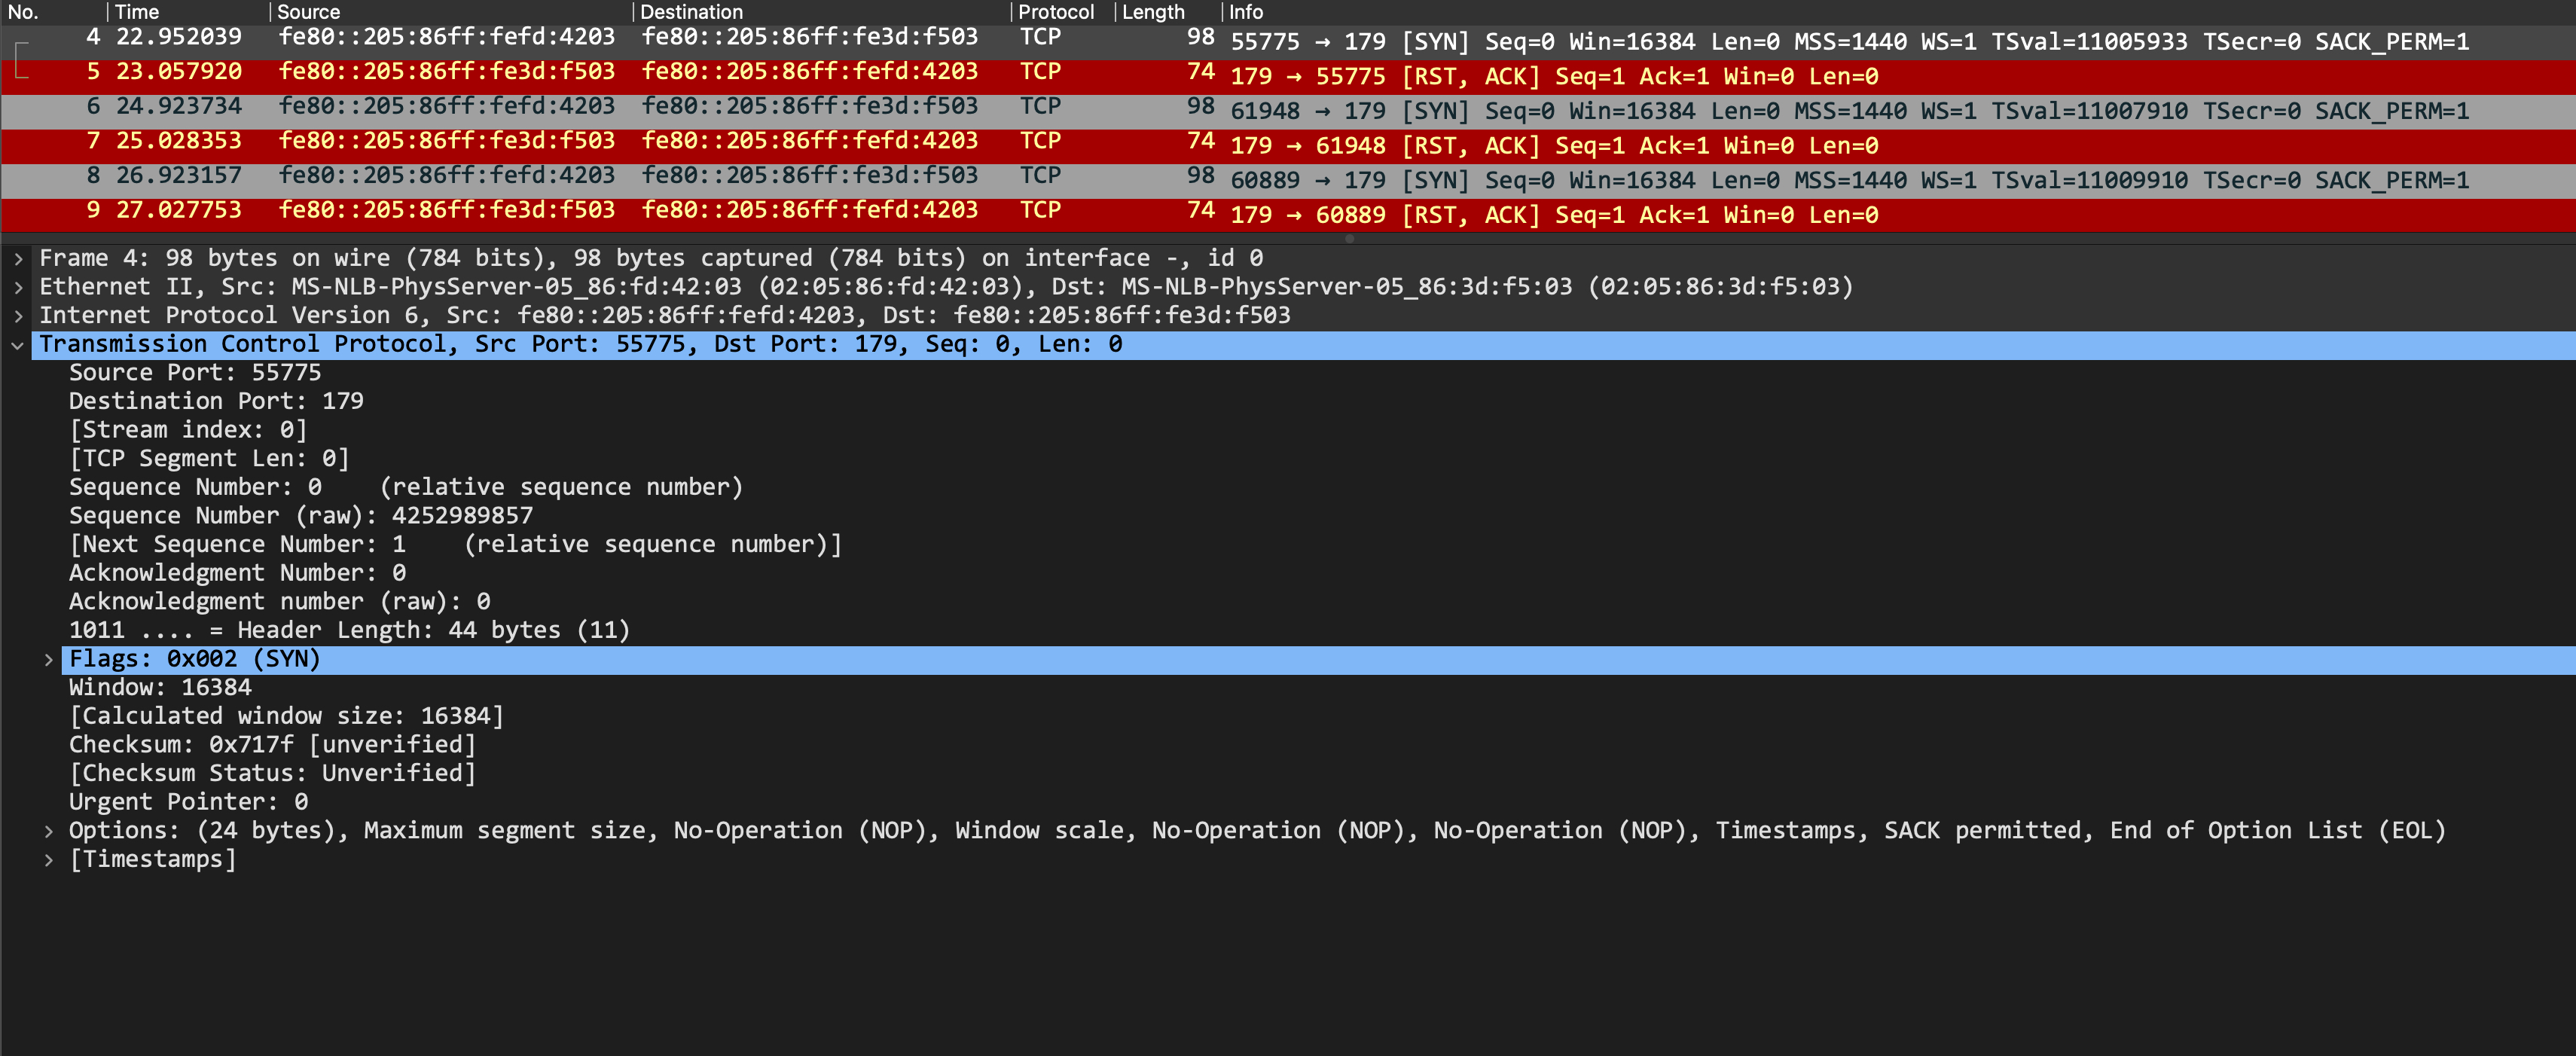 No. Time Source Destination Protocol Length Info
4 22.952039 fe80::205:86ff:fefd:4203 fe80::205:86ff:fe3d:f503 TCP 98 55775 → 179 [SYN] Seq=0 Win=16384 Len=0 MSS=1440 WS=1 TSval=11005933 TSecr=0 SACK_PERM=1
5 23.057920 fe80::205:86ff:fe3d:f503 fe80::205:86ff:fefd:4203 TCP 74 179 → 55775 [RST, ACK] Seq=1 Ack=1 Win=0 Len=0
6 24.923734 fe80::205:86ff:fefd:4203 fe80::205:86ff:fe3d:f503 TCP 98 61948 → 179 [SYN] Seq=0 Win=16384 Len=0 MSS=1440 WS=1 TSval=11007910 TSecr=0 SACK_PERM=1
7 25.028353 fe80::205:86ff:fe3d:f503 fe80::205:86ff:fefd:4203 TCP 74 179 → 61948 [RST, ACK] Seq=1 Ack=1 Win=0 Len=0
8 26.923157 fe80::205:86ff:fefd:4203 fe80::205:86ff:fe3d:f503 TCP 98 60889 → 179 [SYN] Seq=0 Win=16384 Len=0 MSS=1440 WS=1 TSval=11009910 TSecr=0 SACK_PERM=1
9 27.027753 fe80::205:86ff:fe3d:f503 fe80::205:86ff:fefd:4203 TCP 74 179 → 60889 [RST, ACK] Seq=1 Ack=1 Win=0 Len=0
Frame 4: 98 bytes on wire (784 bits), 98 bytes captured (784 bits) on interface -, id 0
Ethernet II, Src: MS-NLB-PhysServer-05_86:fd:42:03 (02:05:86:fd:42:03), Dst: MS-NLB-PhysServer-05_86:3d:f5:03 (02:05:86:3d:f5:03)
Internet Protocol Version 6, Src: fe80::205:86ff:fefd:4203, Dst: fe80::205:86ff:fe3d:f503
Transmission Control Protocol, Src Port: 55775, Dst Port: 179, Seq: 0, Len: 0
Source Port: 55775
Destination Port: 179
[Stream index: 0]
[TCP Segment Len: 0]
Sequence Number: 0 (relative sequence number)
Sequence Number (raw): 4252989857
[Next Sequence Number: 1 (relative sequence number)]
Acknowledgment Number: 0
Acknowledgment number (raw): 0
1011 .... = Header Length: 44 bytes (11)
Flags: 0x002 (SYN)
Window: 16384
[Calculated window size: 16384]
Checksum: 0x717f [unverified]
[Checksum Status: Unverified]
Urgent Pointer: 0
Options: (24 bytes), Maximum segment size, No-Operation (NOP), Window scale, No-Operation (NOP), No-Operation (NOP), Timestamps, SACK permitted, End of Option List (EOL)
[Timestamps]